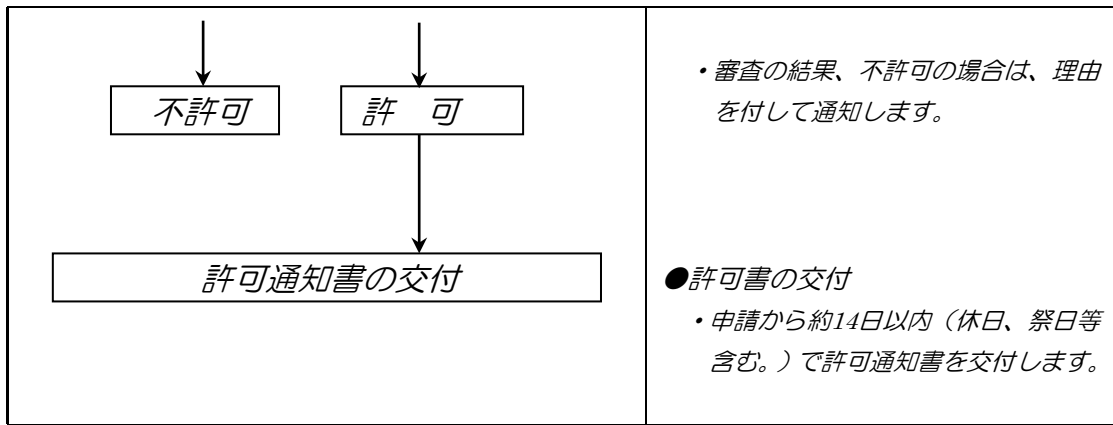 不許可
許　可
・審査の結果、不許可の場合は、理由
を付して通知します。
許可通知書の交付
●許可書の交付
・申請から約14日以内（休日、祭日等
含む。）で許可通知書を交付します。